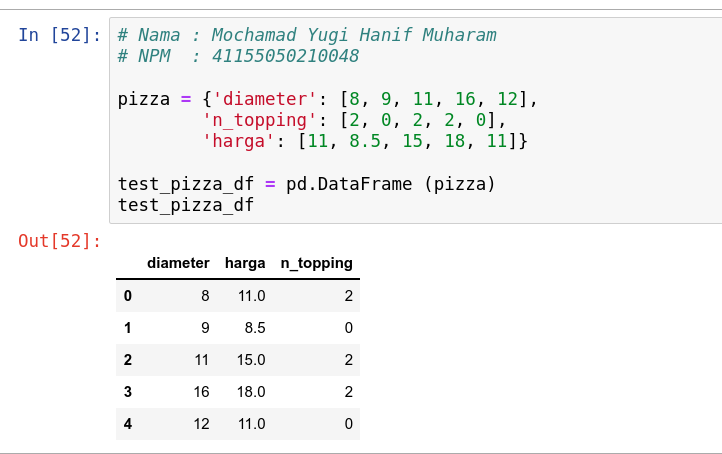 In [52]: # Nama : Mochamad Yugi Hanif Muharam
# NPM  : 41155050210048
pizza = {'diameter': [8, 9, 11, 16, 12],
'n_topping': [2, 0, 2, 2, 0],
'harga': [11, 8.5, 15, 18, 11]}
test_pizza_df = pd.DataFrame (pizza)
test_pizza_df
Out[52]:
diameter harga n_topping
0 8 11.0 2
1 9 8.5 0
2 11 15.0 2
3 16 18.0 2
4 12 11.0 0